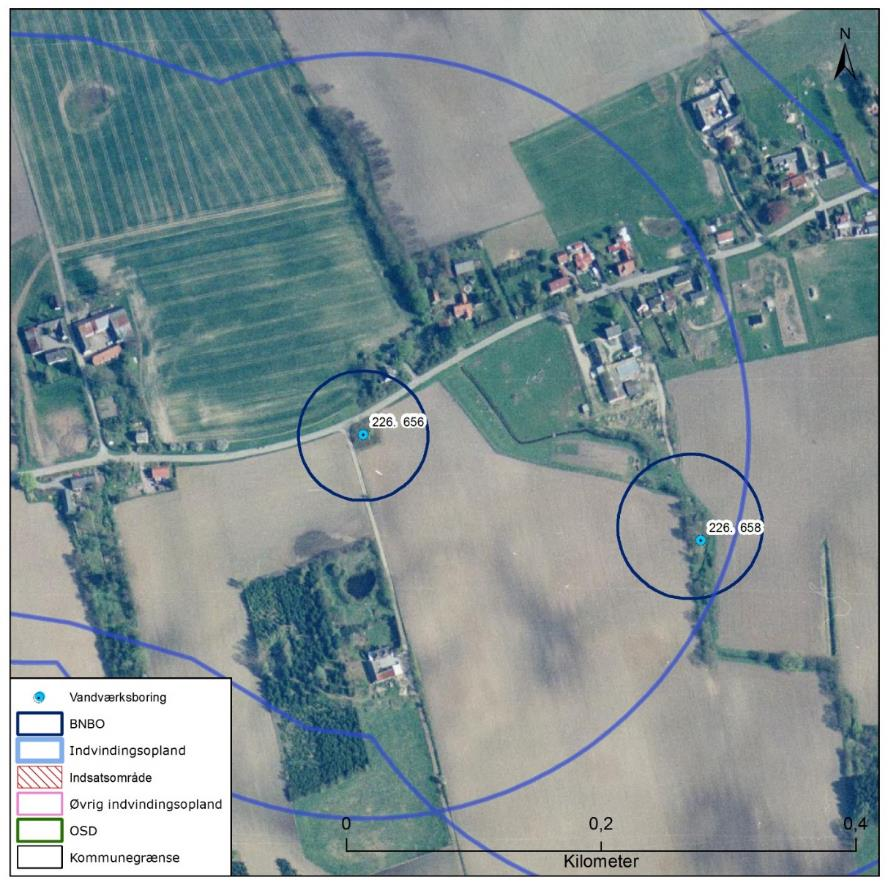 N
226. 656
226. 658
Vandværksboring
BNBO
Indvindingsopland
Indsatsområde
Øvrig indvindingsopland
OSD
Kommunegrænse
0 0,2 0,4
Kilometer